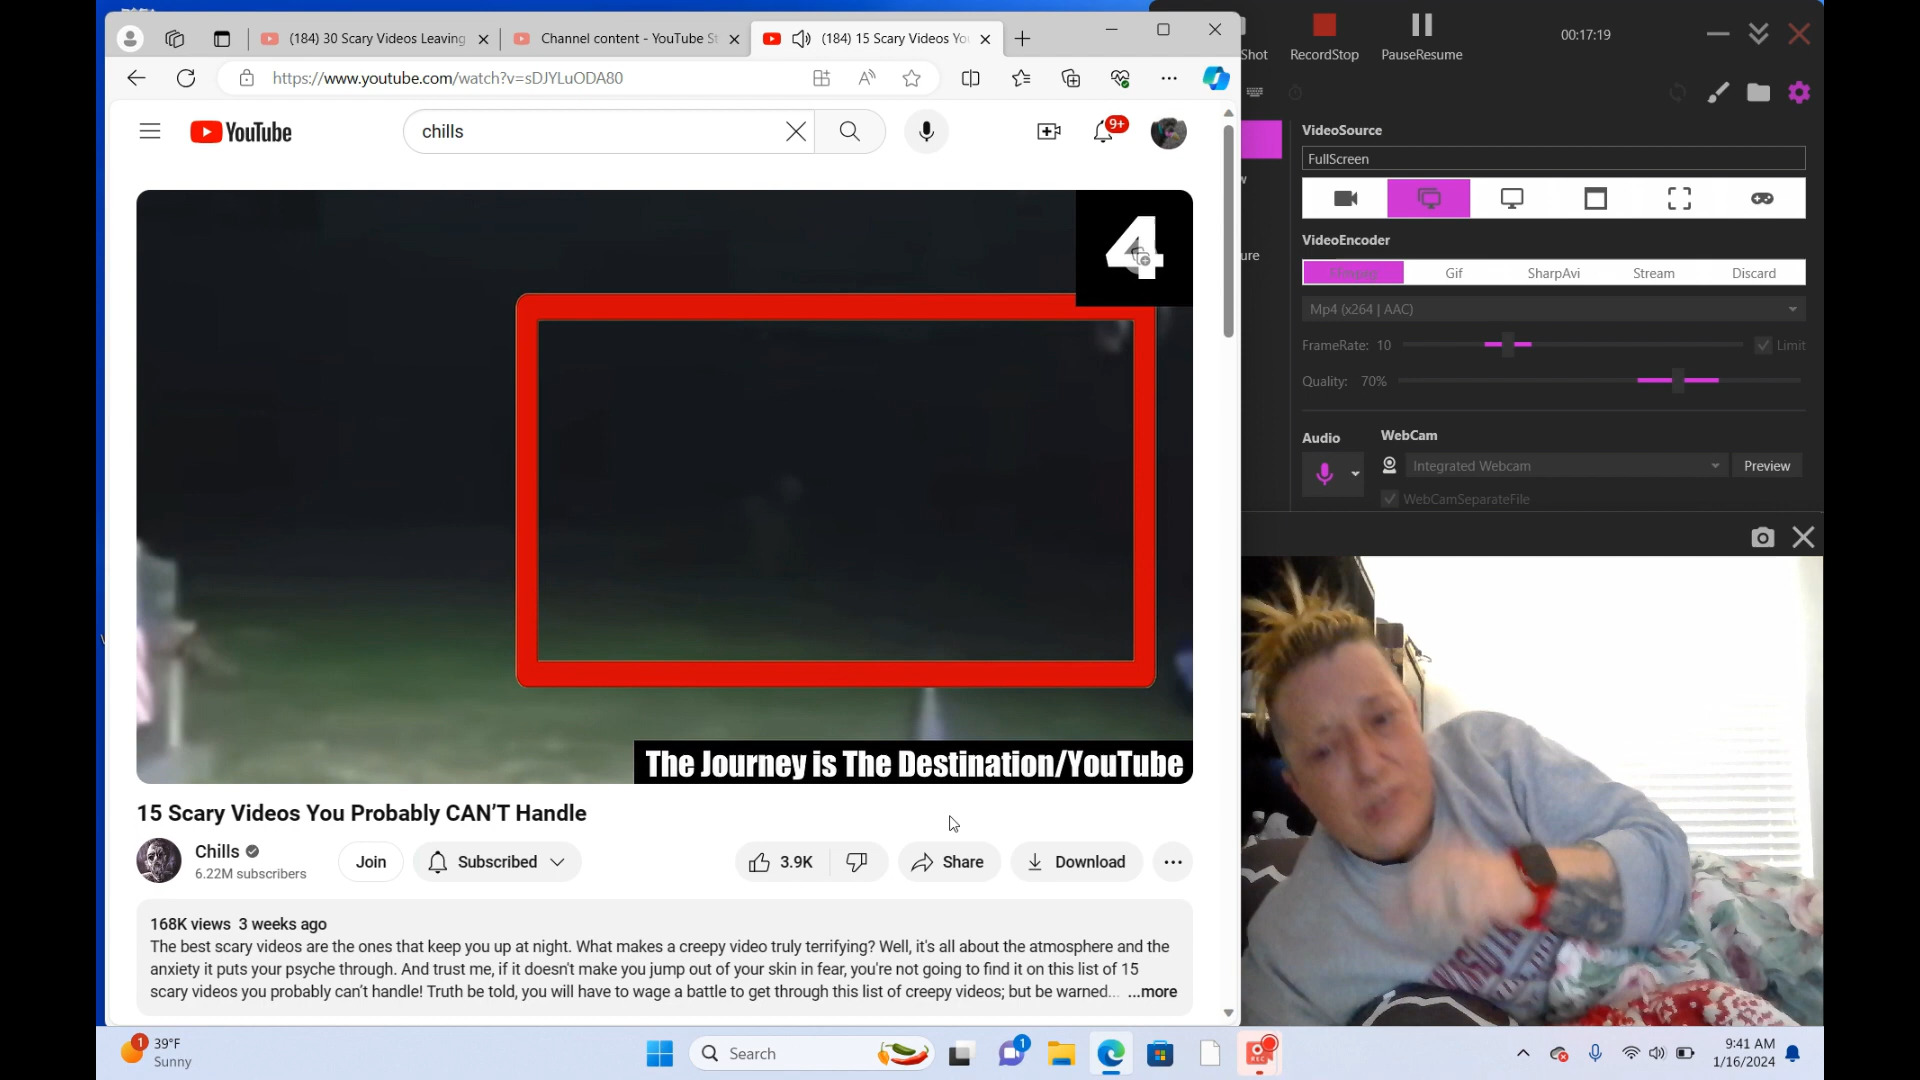 (184) 30 Scary Videos Leaving
Channel content - YouTube St
(184) 15 Scary Videos Yo
https://www.youtube.com/watch?v=sDJYLuODA80
YouTube
chills
9+
4
The Journey is The Destination/YouTube
15 Scary Videos You Probably CAN'T Handle
Chills
6.22M subscribers
Join
Subscribed
3.9K
Share
Download
168K views 3 weeks ago
The best scary videos are the ones that keep you up at night. What makes a creepy video truly terrifying? Well, it's all about the atmosphere and the
anxiety it puts your psyche through. And trust me, if it doesn't make you jump out of your skin in fear, you're not going to find it on this list of 15
scary videos you probably can't handle! Truth be told, you will have to wage a battle to get through this list of creepy videos; but be warned... ...more
Shot
RecordStop
PauseResume
00:17:19
VideoSource
FullScreen
w
ure
VideoEncoder
Gif
SharpAvi
Stream
Discard
Mp4 (x264 | AAC)
FrameRate: 10
Limit
Quality: 70%
Audio
WebCam
Integrated Webcam
Preview
WebCamSeparateFile
1
39°F
Sunny
Search
1
REC
9:41 AM
1/16/2024